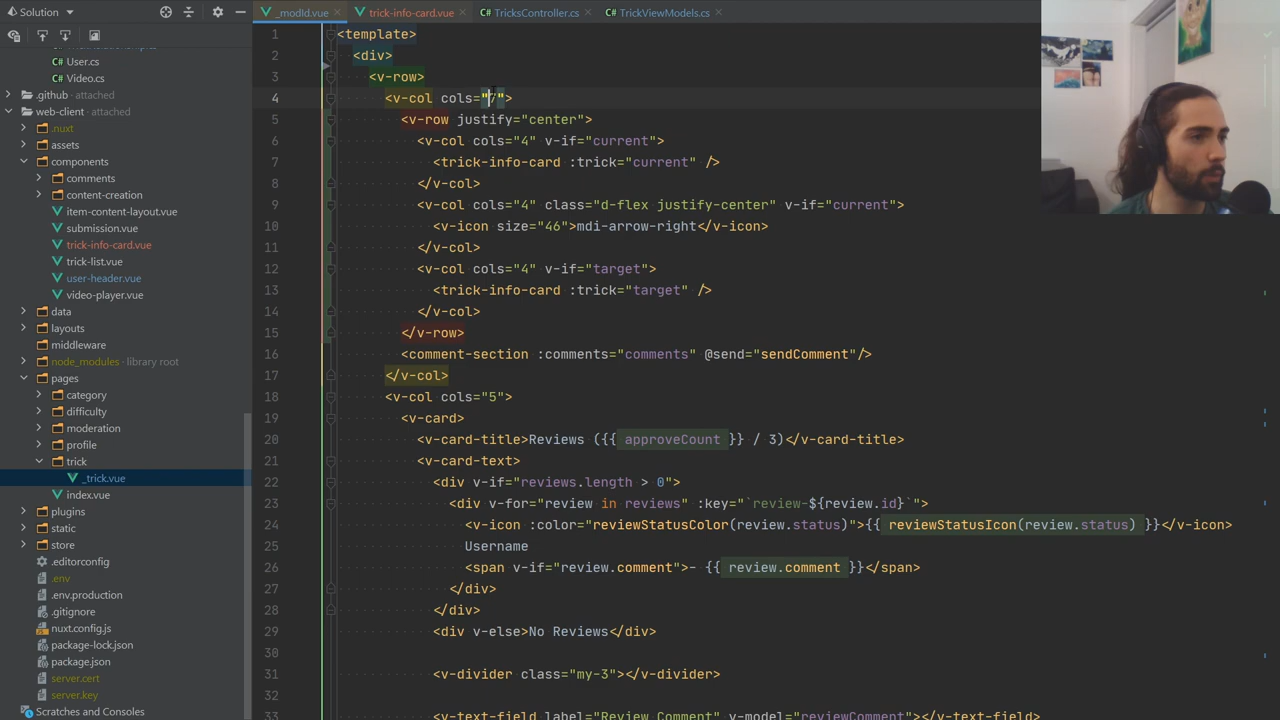 Solution
_modId.vue
trick-info-card.vue
TricksController.cs
TrickViewModels.cs
User.cs
Video.cs
.github attached
web-client attached
.nuxt
assets
components
comments
content-creation
item-content-layout.vue
submission.vue
trick-info-card.vue
trick-list.vue
user-header.vue
video-player.vue
data
layouts
middleware
node_modules library root
pages
category
difficulty
moderation
profile
trick
_trick.vue
index.vue
plugins
static
store
.editorconfig
.env
.env.production
.gitignore
nuxt.config.js
package-lock.json
package.json
server.cert
server.key
Scratches and Consoles
1 <template>
2 <div>
3 <v-row>
4 <v-col cols="7">
5 <v-row justify="center">
6 <v-col cols="4" v-if="current">
7 <trick-info-card :trick="current" />
8 </v-col>
9 <v-col cols="4" class="d-flex justify-center" v-if="current">
10 <v-icon size="46">mdi-arrow-right</v-icon>
11 </v-col>
12 <v-col cols="4" v-if="target">
13 <trick-info-card :trick="target" />
14 </v-col>
15 </v-row>
16 <comment-section :comments="comments" @send="sendComment"/>
17 </v-col>
18 <v-col cols="5">
19 <v-card>
20 <v-card-title>Reviews ({{ approveCount }} / 3)</v-card-title>
21 <v-card-text>
22 <div v-if="reviews.length > 0">
23 <div v-for="review in reviews" :key="`review-${review.id}`">
24 <v-icon :color="reviewStatusColor(review.status)">{{ reviewStatusIcon(review.status) }}</v-icon>
25 Username
26 <span v-if="review.comment">- {{ review.comment }}</span>
27 </div>
28 </div>
29 <div v-else>No Reviews</div>
30
31 <v-divider class="my-3"></v-divider>
32
33 <v-text-field label="Review Comment" v-model="reviewComment"></v-text-field>